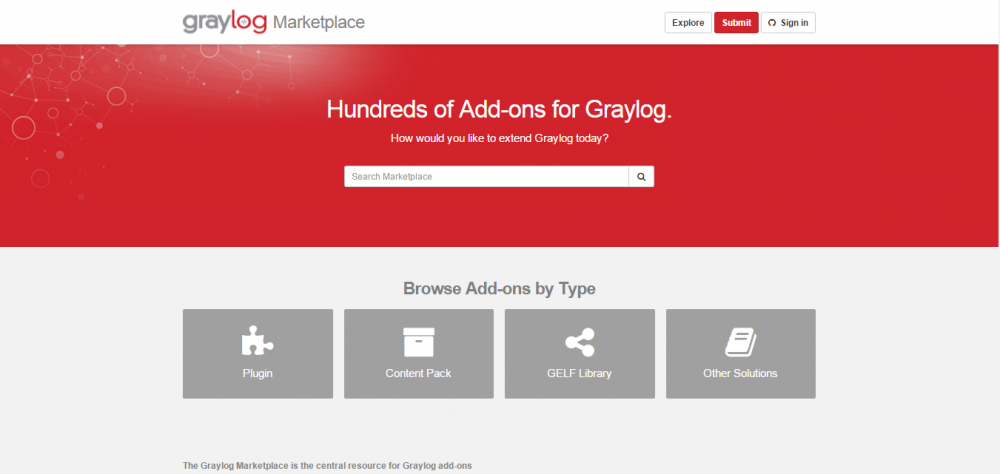 graylog Marketplace
Explore
Submit
Sign in
Hundreds of Add-ons for Graylog.
How would you like to extend Graylog today?
Search Marketplace
Browse Add-ons by Type
Plugin
Content Pack
GELF Library
Other Solutions
The Graylog Marketplace is the central resource for Graylog add-ons